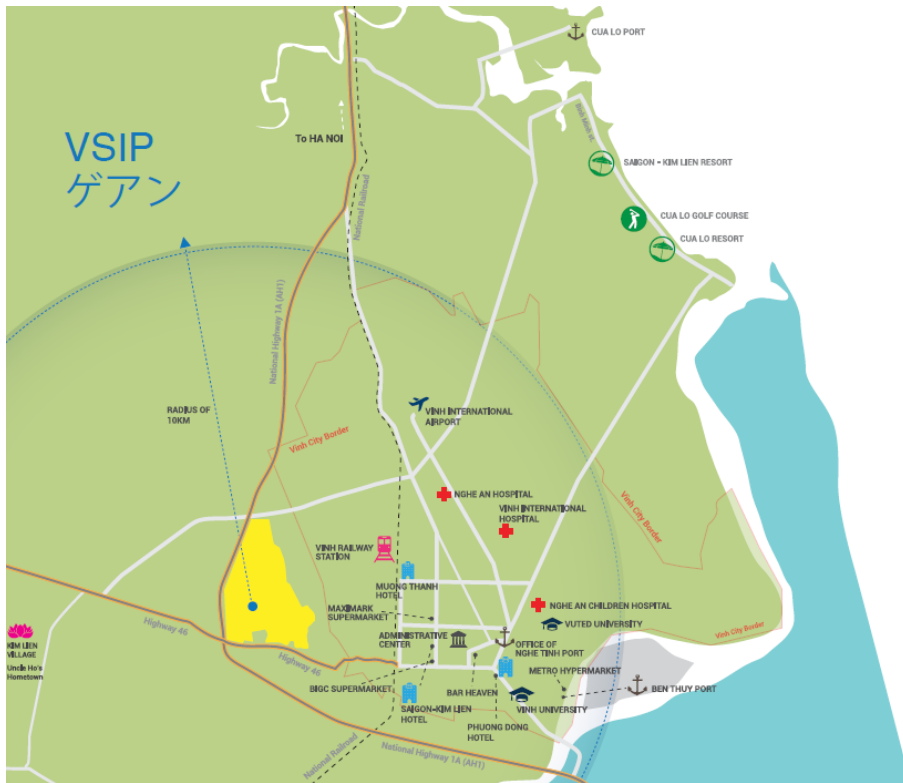 CUA LO PORT
Binh Minh st.
To HA NOI
VSIP
ゲアン
SAIGON - KIM LIEN RESORT
National Railroad
CUA LO GOLF COURSE
CUA LO RESORT
National Highway 1A (AH1)
RADIUS OF
10KM
VINH INTERNATIONAL
AIRPORT
Vinh City Border
NGHE AN HOSPITAL
Vinh City Border
VINH INTERNATIONAL
HOSPITAL
VINH RAILWAY
STATION
MUONG THANH
HOTEL
MAXIMARK
SUPERMARKET
NGHE AN CHILDREN HOSPITAL
Highway 46
VUTED UNIVERSITY
Vinh City Border
KIM LIEN
VILLAGE
Uncle Ho's
Hometown
ADMINISTRATIVE
CENTER
OFFICE OF
NGHE TINH PORT
Highway 46
METRO HYPERMARKET
BIGC SUPERMARKET
BAR HEAVEN
BEN THUY PORT
SAIGON-KIM LIEN
HOTEL
VINH UNIVERSITY
PHUONG DONG
HOTEL
National Railroad
National Highway 1A (AH1)